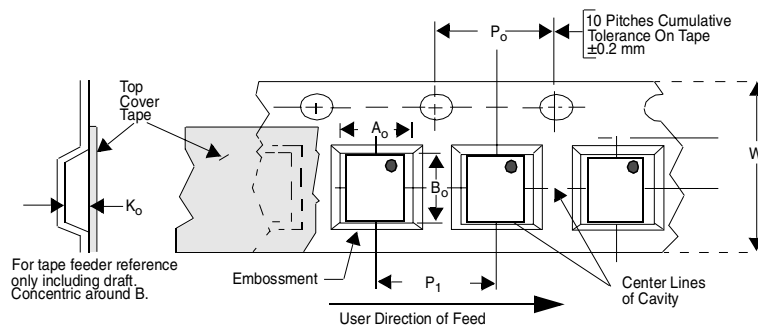 10 Pitches Cumulative
Tolerance On Tape
±0.2 mm
Po
Top
Cover
Tape
Ao
W
Bo
Ko
For tape feeder reference
only including draft.
Concentric around B.
Embossment
P1
Center Lines
of Cavity
User Direction of Feed